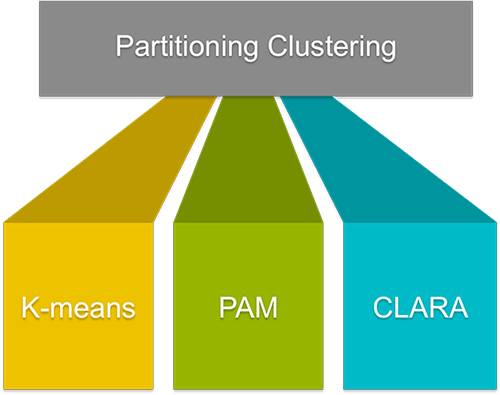 Partitioning Clustering
K-means
PAM
CLARA